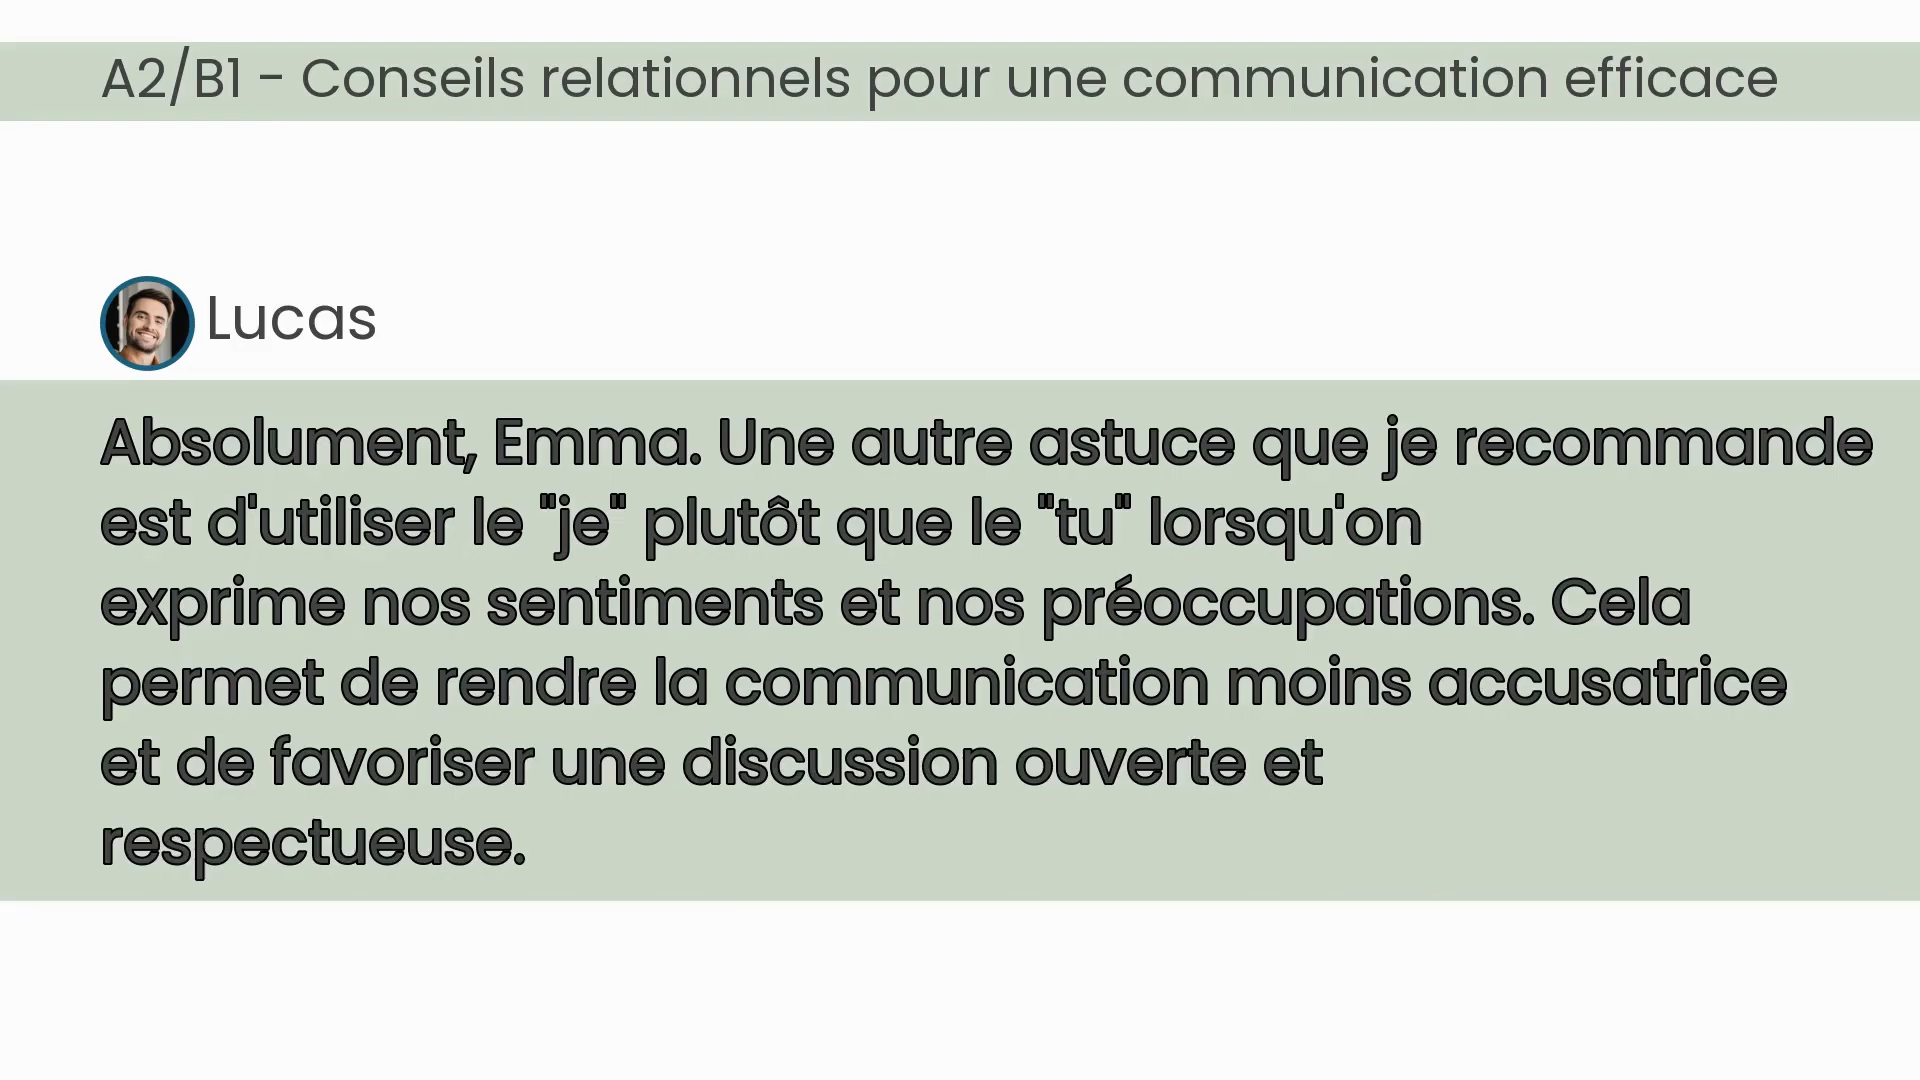 A2/B1 - Conseils relationnels pour une communication efficace
Lucas
Absolument, Emma. Une autre astuce que je recommande
est d'utiliser le "je" plutôt que le "tu" lorsqu'on
exprime nos sentiments et nos préoccupations. Cela
permet de rendre la communication moins accusatrice
et de favoriser une discussion ouverte et
respectueuse.